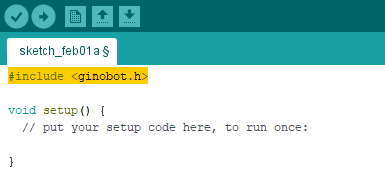 sketch_feb01a §
#include <ginobot.h>
void setup() {
// put your setup code here, to run once:
}